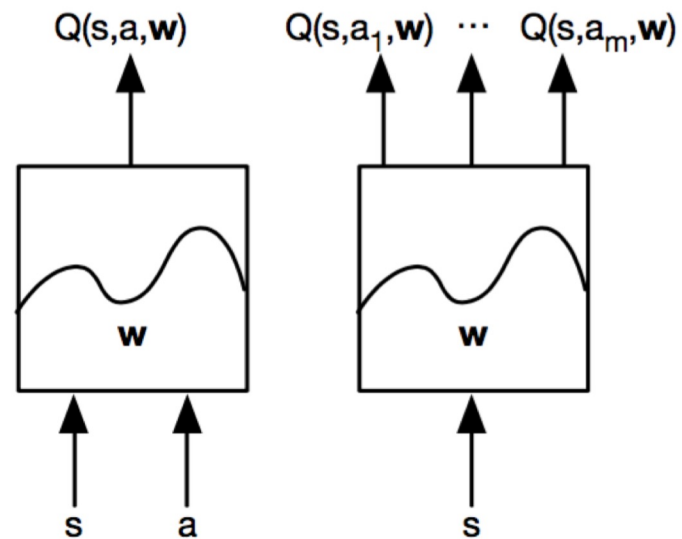 Q(s,a,w)
Q(s,a₁,w) ··· Q(s,aₘ,w)
w
w
s a
s